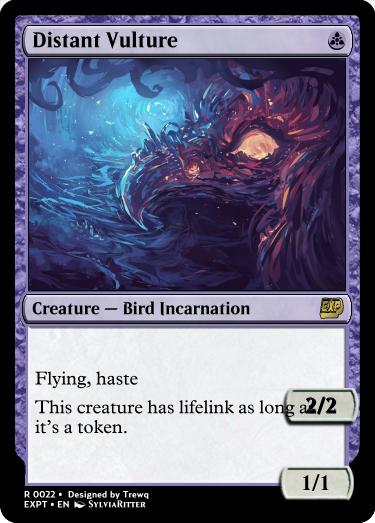 Distant Vulture
Creature — Bird Incarnation
EXP
Flying, haste
This creature has lifelink as long
it's a token.
2/2
1/1
R 0022 • Designed by Trewq
EXPT • EN SylviaRitter